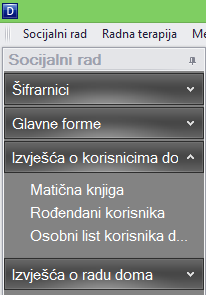 D
Socijalni rad Radna terapija Me
Socijalni rad
Šifrarnici
Glavne forme
Izvješća o korisnicima do
Matična knjiga
Rođendani korisnika
Osobni list korisnika d...
Izvješća o radu doma